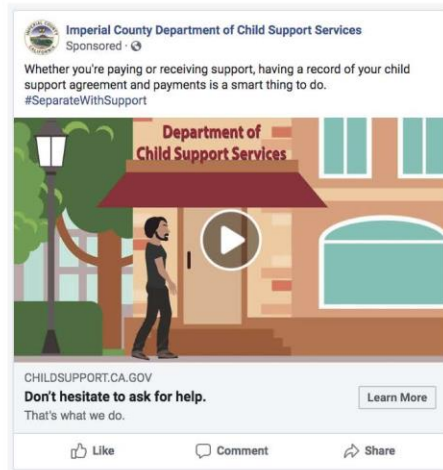 Imperial County Department of Child Support Services
Sponsored ·
Whether you're paying or receiving support, having a record of your child
support agreement and payments is a smart thing to do.
#SeparateWithSupport
Department of
Child Support Services
CHILDSUPPORT.CA.GOV
Don't hesitate to ask for help.
Learn More
That's what we do.
Like Comment Share